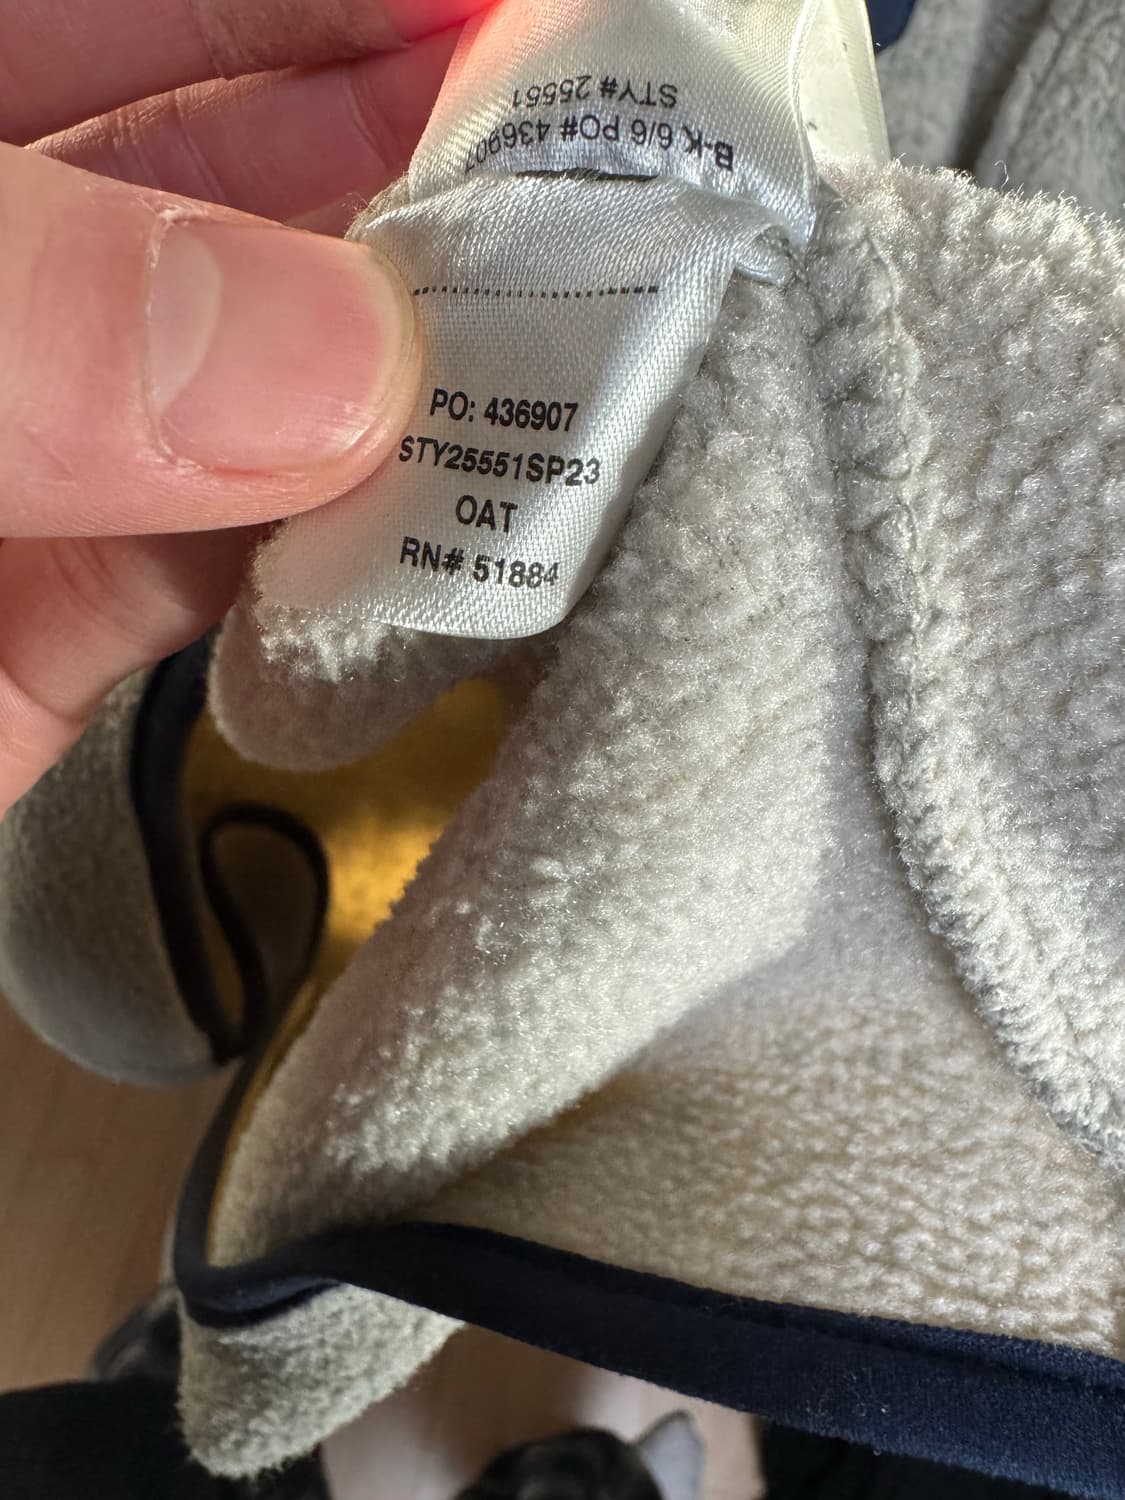 STY# 25551
B-K 6/6 PO# 436907
PO: 436907
STY25551SP23
OAT
RN# 51884